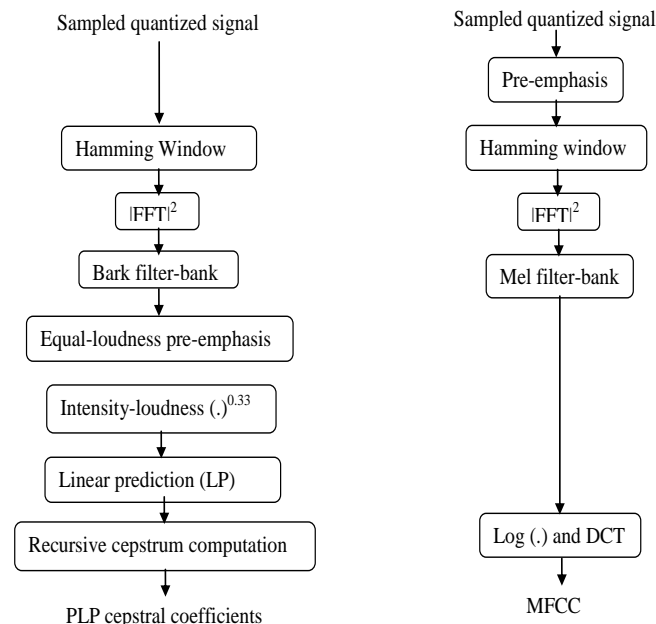 Sampled quantized signal
Hamming Window
|FFT|²
Bark filter-bank
Equal-loudness pre-emphasis
Intensity-loudness (.)⁰·³³
Linear prediction (LP)
Recursive cepstrum computation
PLP cepstral coefficients
Sampled quantized signal
Pre-emphasis
Hamming window
|FFT|²
Mel filter-bank
Log (.) and DCT
MFCC